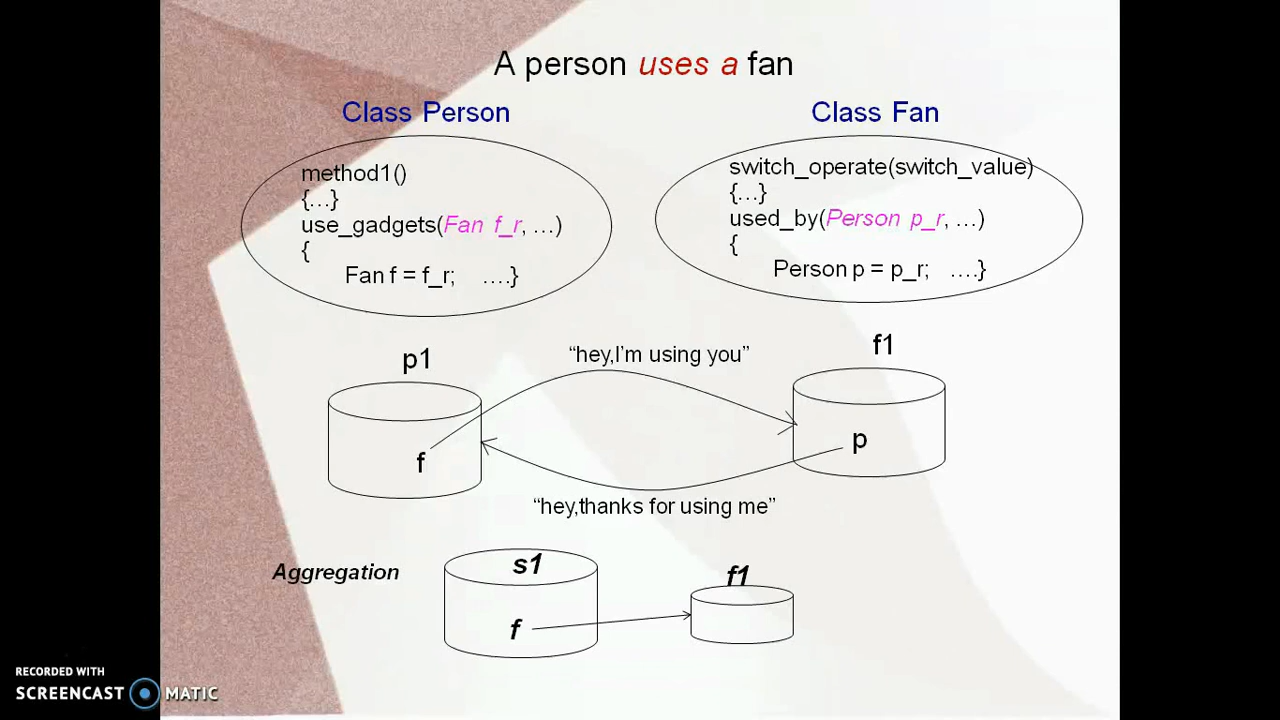 A person uses a fan
Class Person
Class Fan
method1()
{...}
use_gadgets(Fan f_r, ...)
{
Fan f = f_r; ....}
switch_operate(switch_value)
{...}
used_by(Person p_r, ...)
{
Person p = p_r; ....}
p1
"hey,I'm using you"
f1
f
p
"hey,thanks for using me"
Aggregation
s1
f1
f
RECORDED WITH
SCREENCAST MATIC